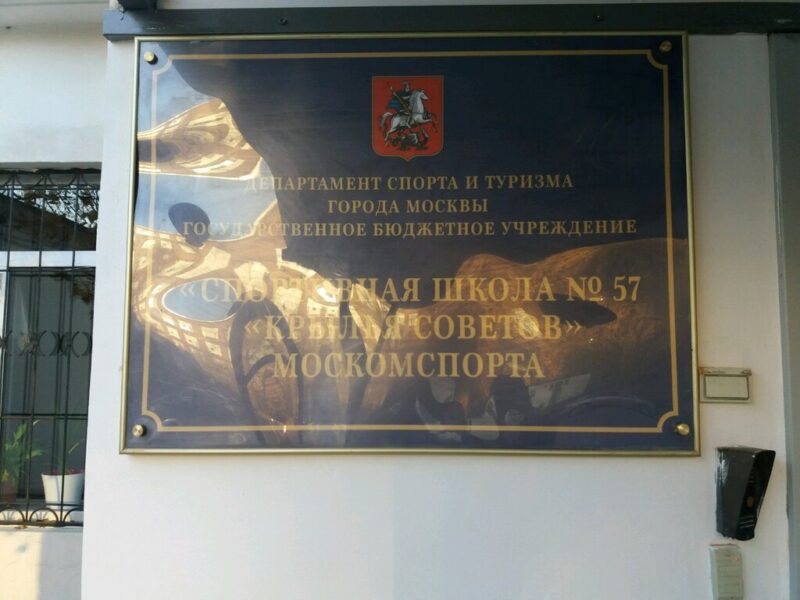 ДЕПАРТАМЕНТ СПОРТА И ТУРИЗМА
ГОРОДА МОСКВЫ
ГОСУДАРСТВЕННОЕ БЮДЖЕТНОЕ УЧРЕЖДЕНИЕ
«СПОРТИВНАЯ ШКОЛА № 57
«КРЫЛЬЯ СОВЕТОВ»
МОСКОМСПОРТА